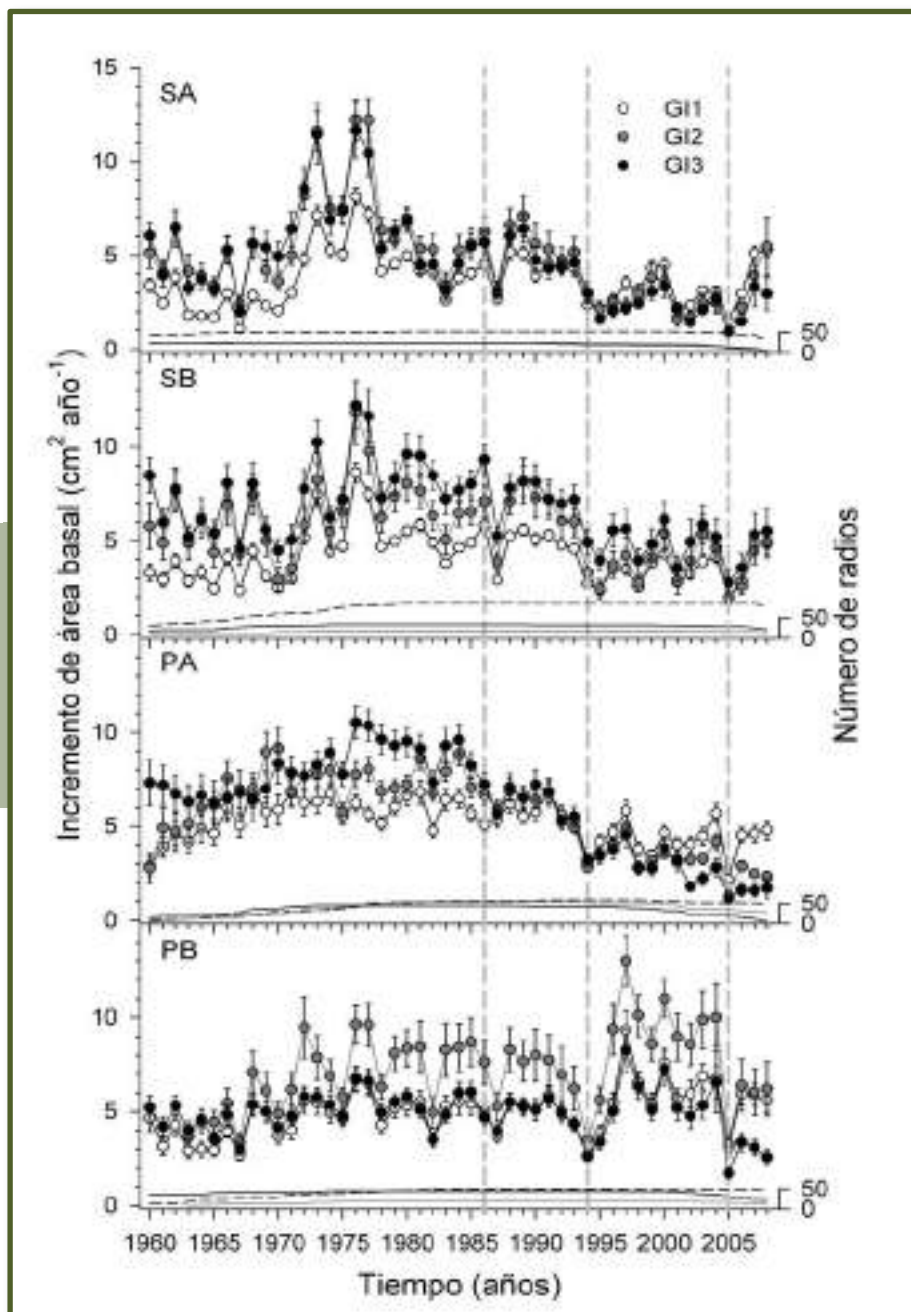 15
10
5
0
SA
GI1
GI2
GI3
50
0
10
5
0
SB
50
0
10
5
0
PA
50
0
10
5
0
PB
50
0
1960 1965 1970 1975 1980 1985 1990 1995 2000 2005
Tiempo (años)
Incremento de área basal (cm² año⁻¹)
Número de radios